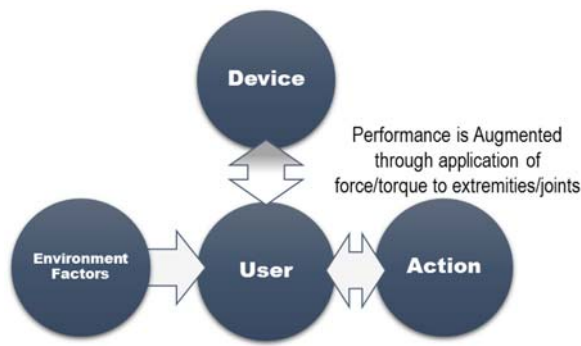 Device
Performance is Augmented
through application of
force/torque to extremities/joints
Environment
Factors
User
Action